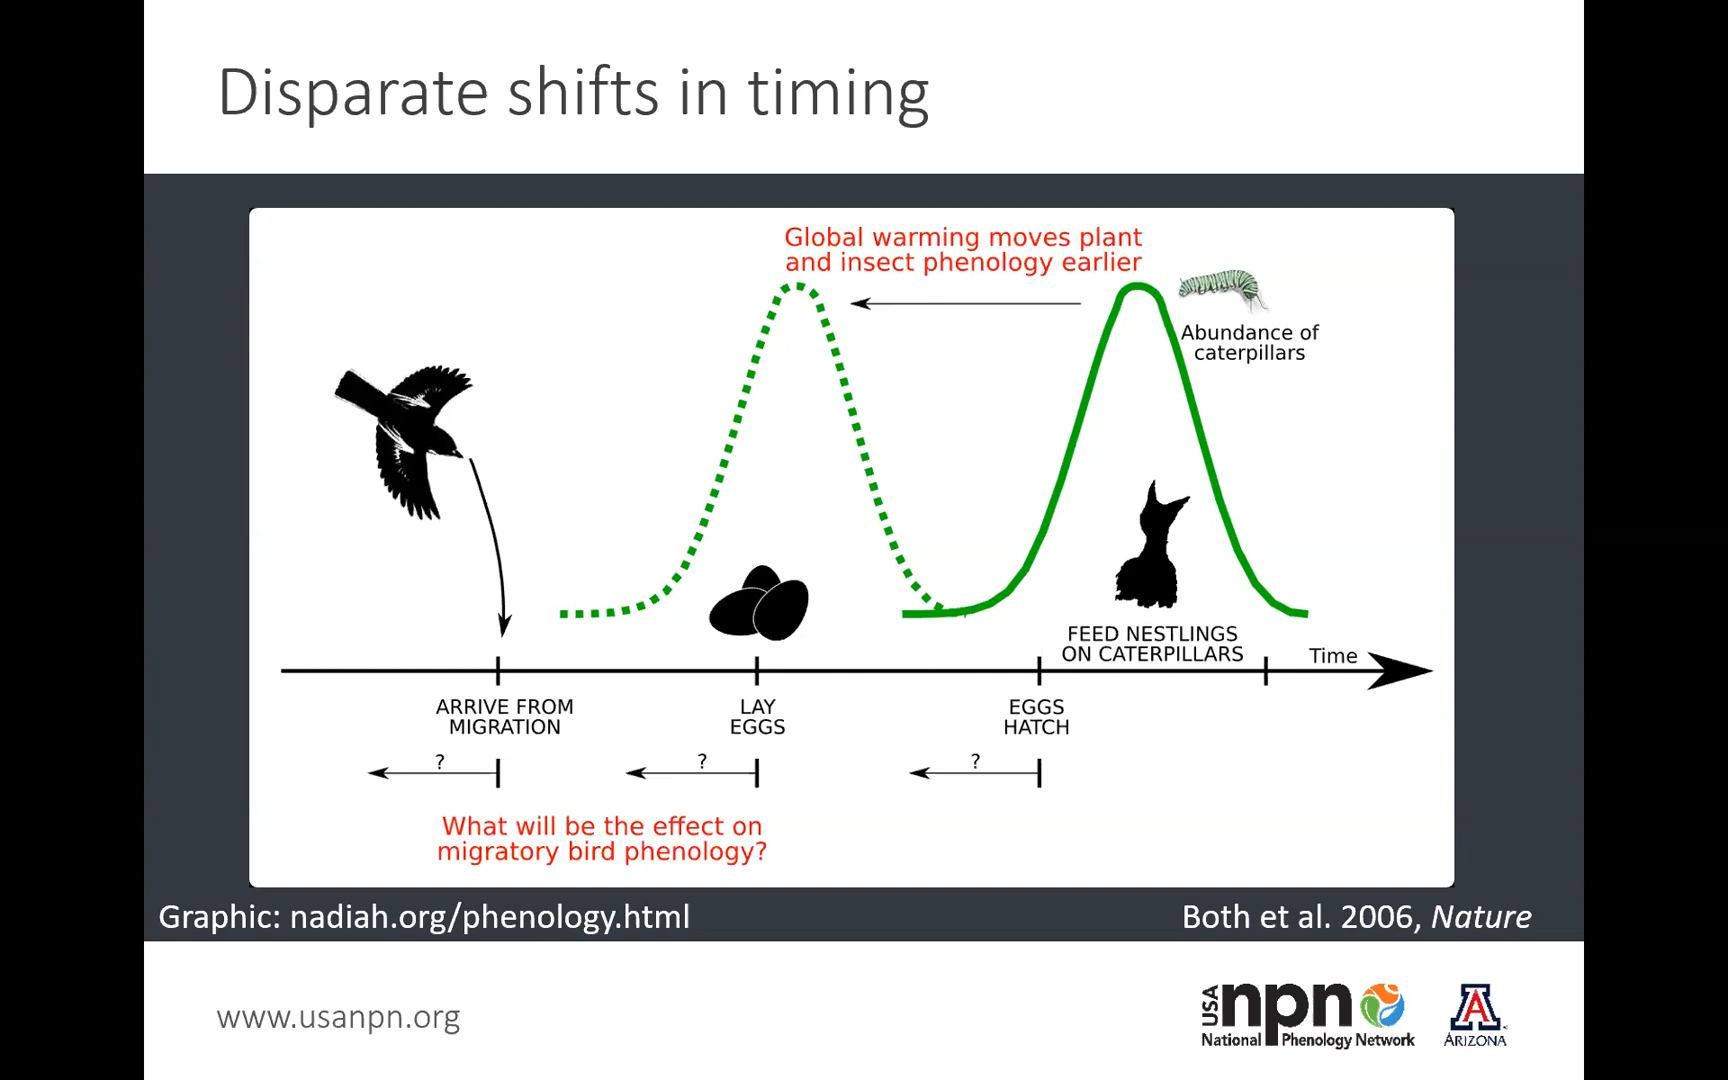 Disparate shifts in timing
Global warming moves plant
and insect phenology earlier
Abundance of
caterpillars
FEED NESTLINGS
ON CATERPILLARS
Time
ARRIVE FROM
MIGRATION
LAY
EGGS
EGGS
HATCH
?
?
?
What will be the effect on
migratory bird phenology?
Graphic: nadiah.org/phenology.html
Both et al. 2006, Nature
www.usanpn.org
USA npn
National Phenology Network
A
ARIZONA